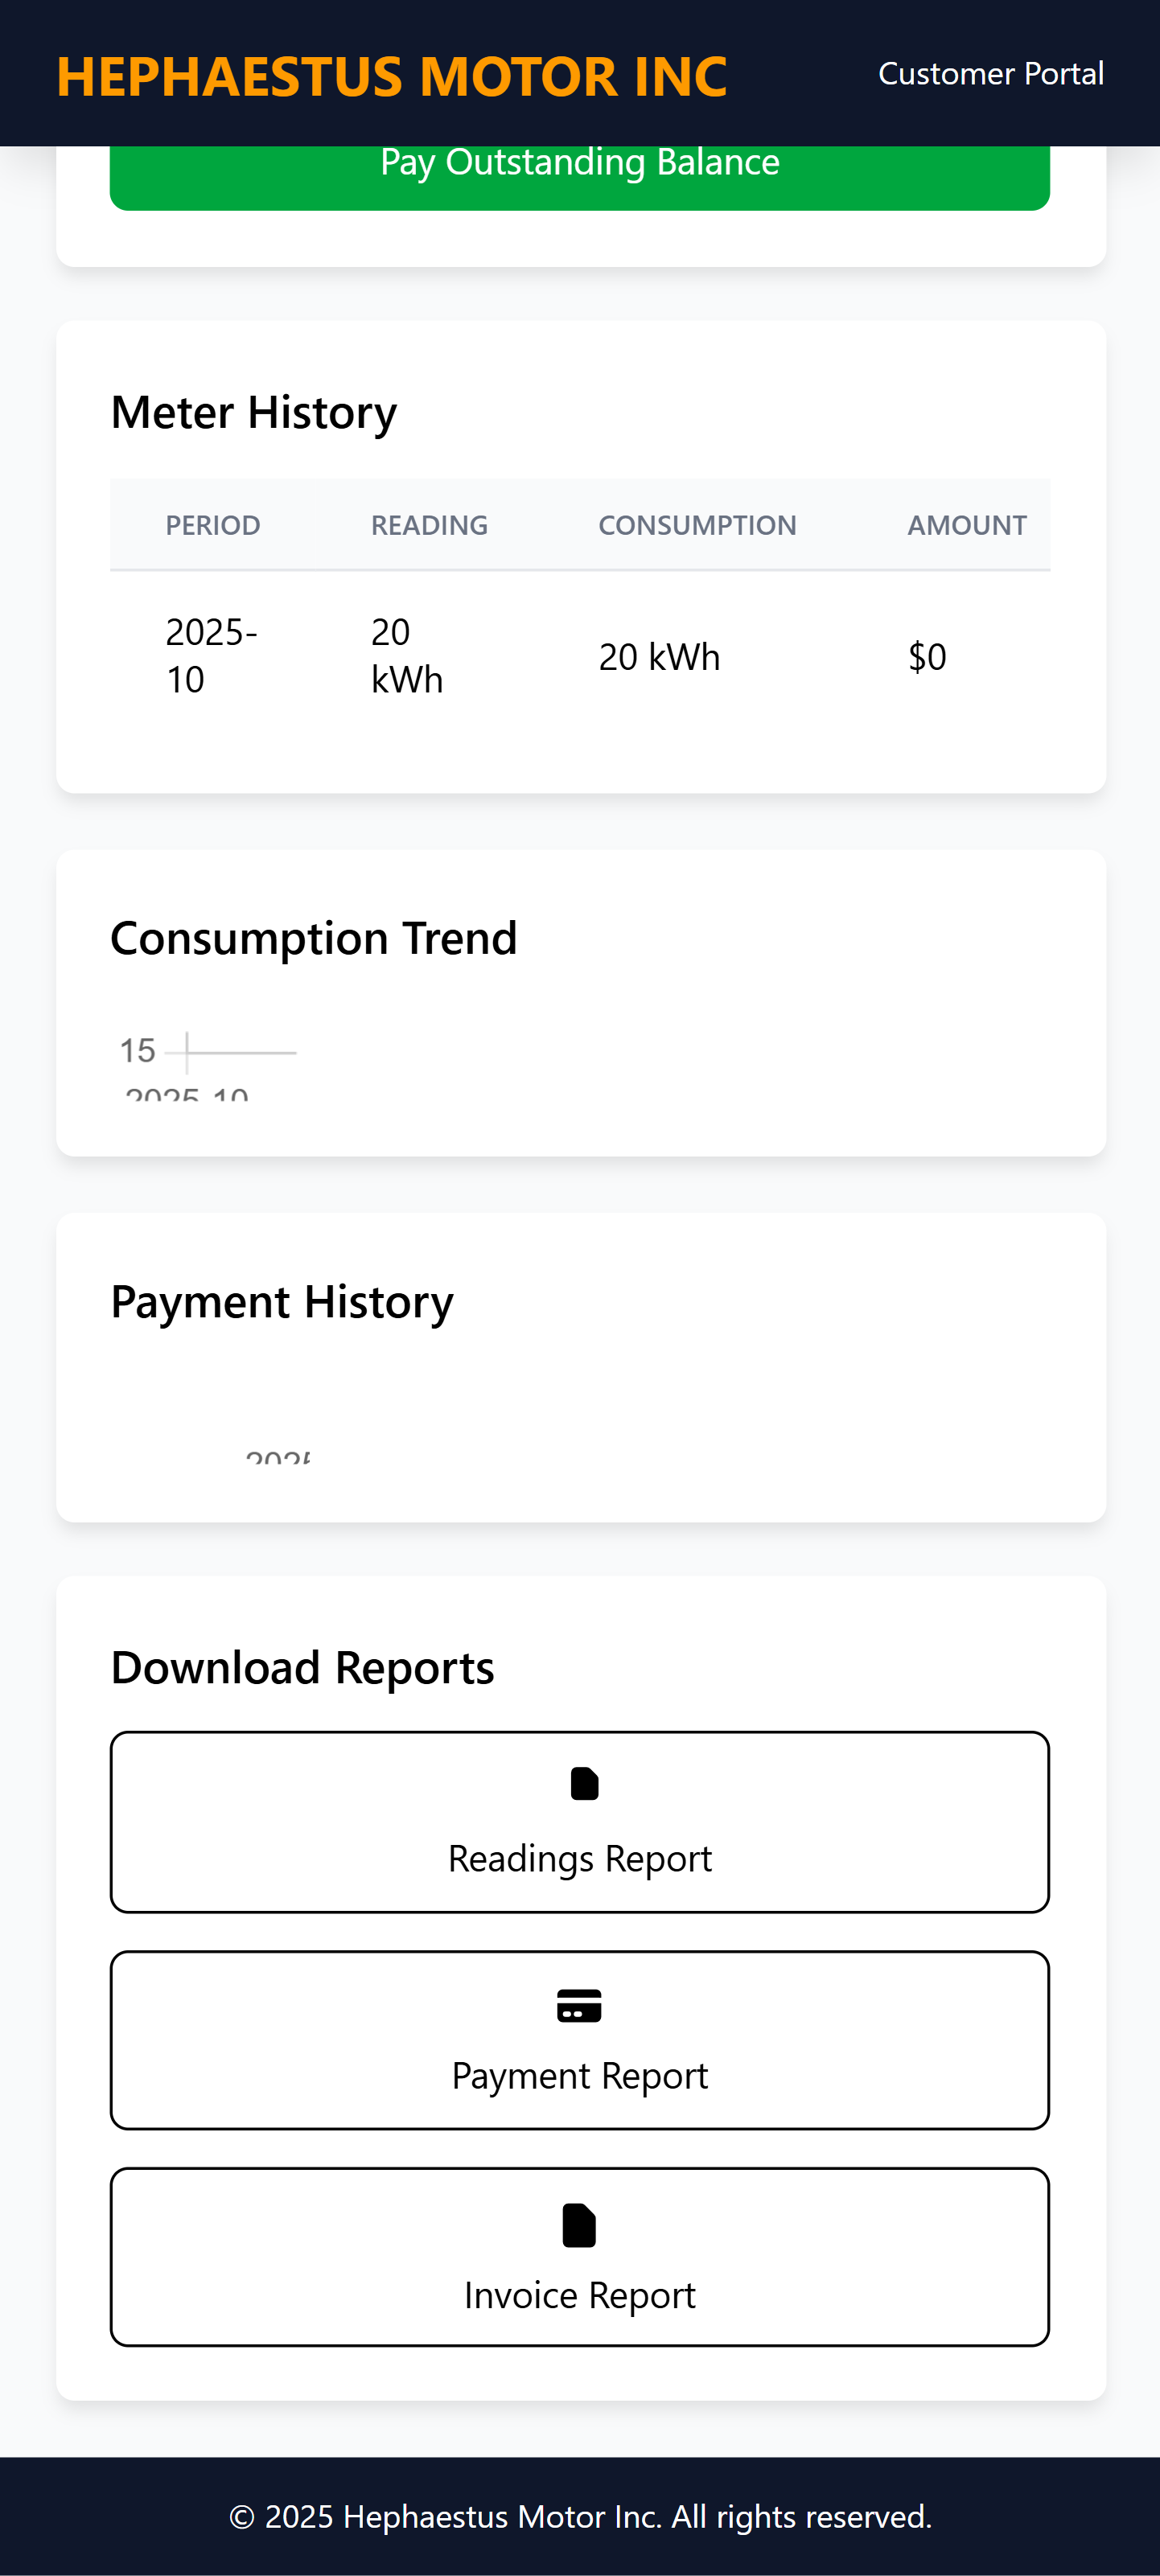 HEPHAESTUS MOTOR INC
Customer Portal
Pay Outstanding Balance
Meter History
PERIOD READING CONSUMPTION AMOUNT
2025-
10
20
kWh
20 kWh
$0
Consumption Trend
15
2025-10
Payment History
Download Reports
Readings Report
Payment Report
Invoice Report
© 2025 Hephaestus Motor Inc. All rights reserved.